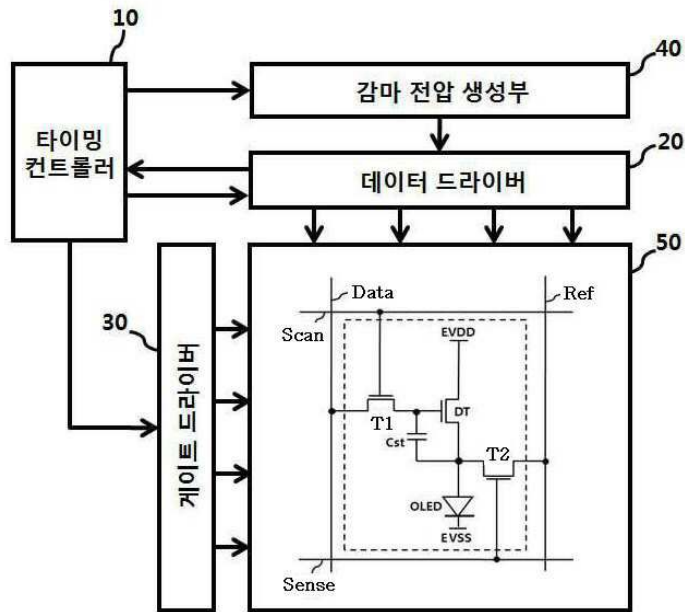 10
40
감마 전압 생성부
타이밍
컨트롤러
20
데이터 드라이버
50
Data
Ref
30
Scan
EVDD
게이트 드라이버
DT
T1
Cst
T2
OLED
EVSS
Sense